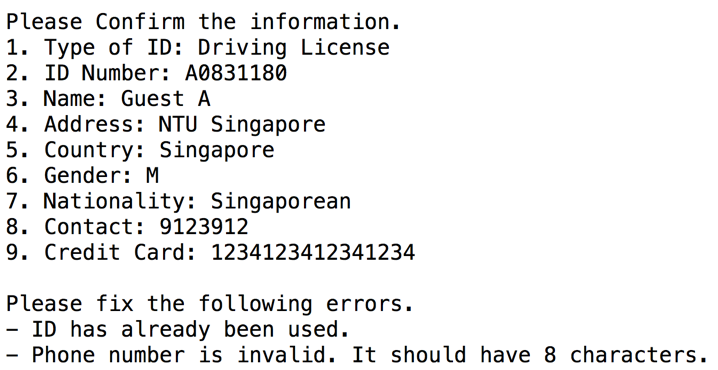 Please Confirm the information.
1. Type of ID: Driving License
2. ID Number: A0831180
3. Name: Guest A
4. Address: NTU Singapore
5. Country: Singapore
6. Gender: M
7. Nationality: Singaporean
8. Contact: 9123912
9. Credit Card: 1234123412341234
Please fix the following errors.
– ID has already been used.
– Phone number is invalid. It should have 8 characters.